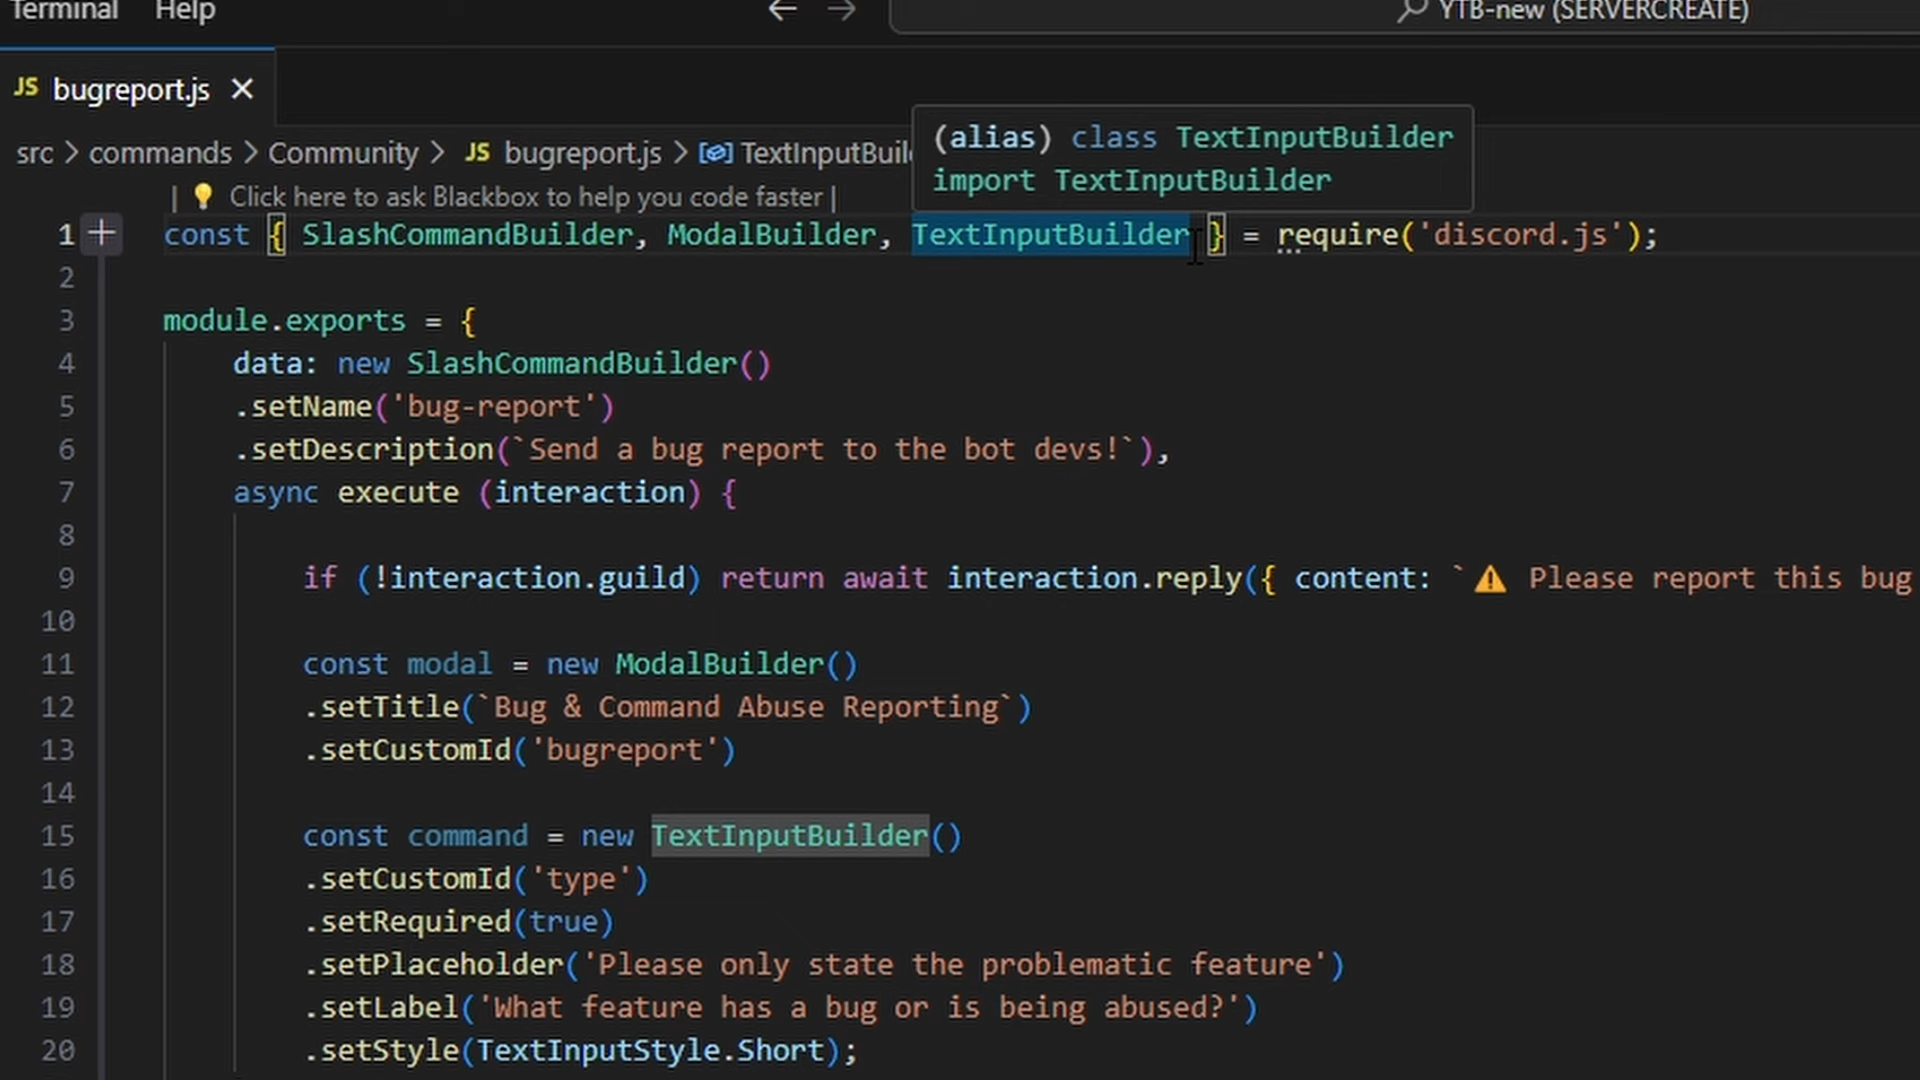 Terminal Help YTB-new (SERVERCREATE)
JS bugreport.js
src > commands > Community > JS bugreport.js > TextInputBuil
(alias) class TextInputBuilder
import TextInputBuilder
| 💡 Click here to ask Blackbox to help you code faster |
1 const { SlashCommandBuilder, ModalBuilder, TextInputBuilder } = require('discord.js');
2
3 module.exports = {
4 data: new SlashCommandBuilder()
5 .setName('bug-report')
6 .setDescription(`Send a bug report to the bot devs!`),
7 async execute (interaction) {
8
9 if (!interaction.guild) return await interaction.reply({ content: `⚠️ Please report this bug
10
11 const modal = new ModalBuilder()
12 .setTitle(`Bug & Command Abuse Reporting`)
13 .setCustomId('bugreport')
14
15 const command = new TextInputBuilder()
16 .setCustomId('type')
17 .setRequired(true)
18 .setPlaceholder('Please only state the problematic feature')
19 .setLabel('What feature has a bug or is being abused?')
20 .setStyle(TextInputStyle.Short);